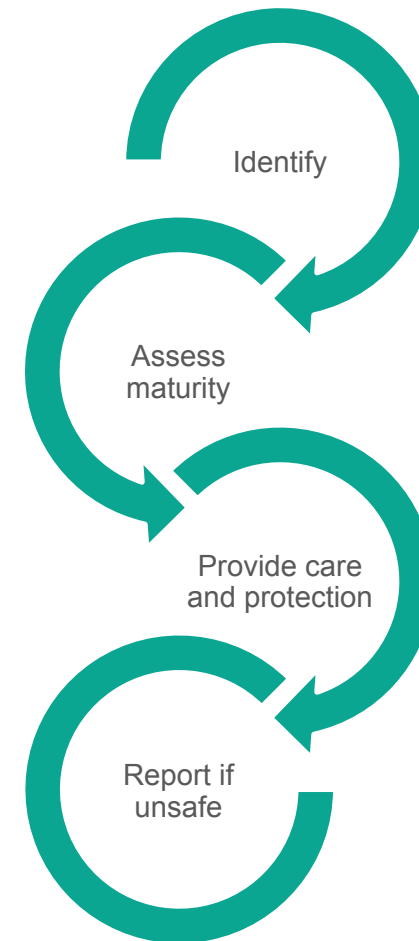 Identify
Assess
maturity
Provide care
and protection
Report if
unsafe